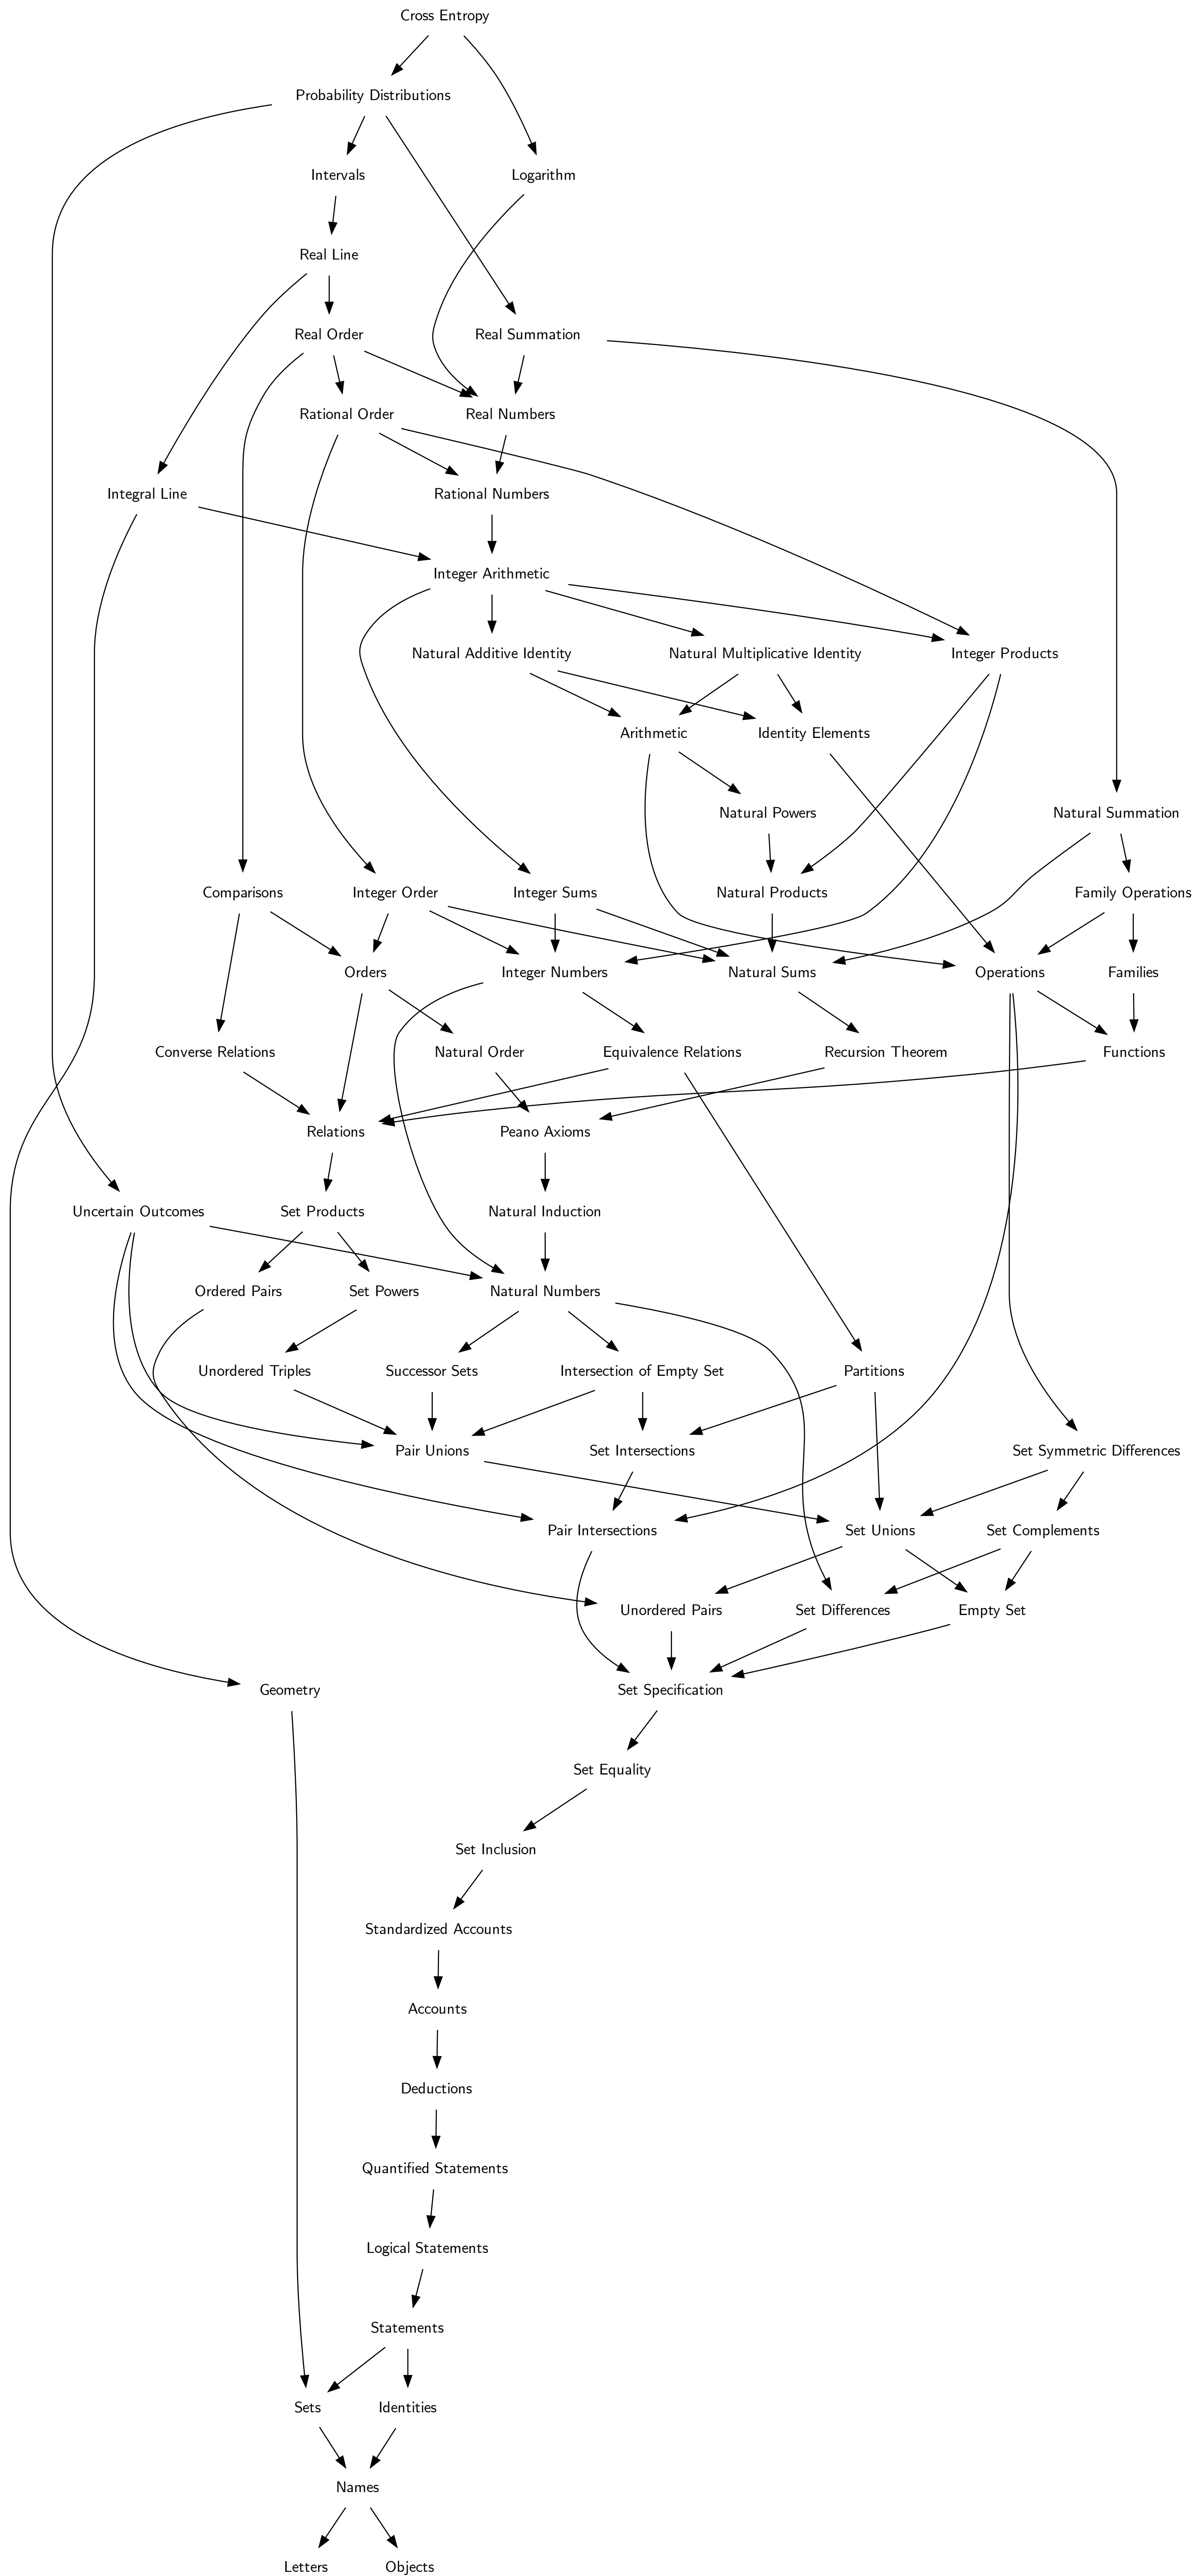 Cross Entropy
Probability Distributions
Intervals
Logarithm
Real Line
Real Order
Real Summation
Rational Order
Real Numbers
Integral Line
Rational Numbers
Integer Arithmetic
Natural Additive Identity
Natural Multiplicative Identity
Integer Products
Arithmetic
Identity Elements
Natural Powers
Natural Summation
Comparisons
Integer Order
Integer Sums
Natural Products
Family Operations
Orders
Integer Numbers
Natural Sums
Operations
Families
Converse Relations
Natural Order
Equivalence Relations
Recursion Theorem
Functions
Relations
Peano Axioms
Uncertain Outcomes
Set Products
Natural Induction
Ordered Pairs
Set Powers
Natural Numbers
Unordered Triples
Successor Sets
Intersection of Empty Set
Partitions
Pair Unions
Set Intersections
Set Symmetric Differences
Pair Intersections
Set Unions
Set Complements
Unordered Pairs
Set Differences
Empty Set
Geometry
Set Specification
Set Equality
Set Inclusion
Standardized Accounts
Accounts
Deductions
Quantified Statements
Logical Statements
Statements
Sets
Identities
Names
Letters
Objects